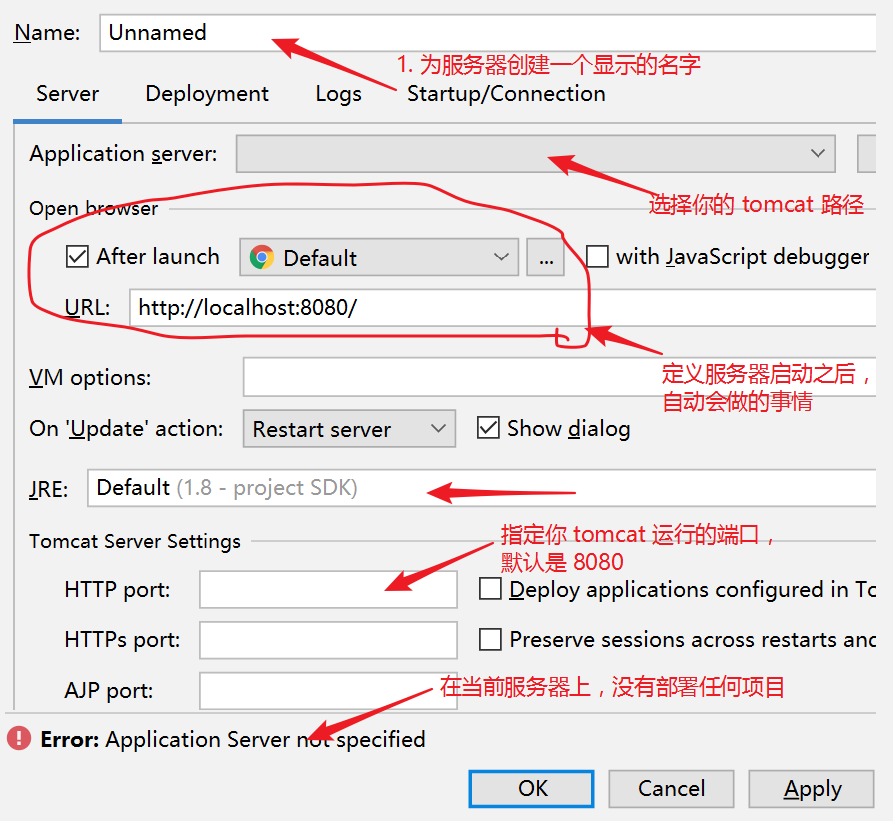 Name: Unnamed
1. 为服务器创建一个显示的名字
Server Deployment Logs Startup/Connection
Application server:
选择你的 tomcat 路径
Open browser
After launch Default ... with JavaScript debugger
URL: http://localhost:8080/
VM options:
定义服务器启动之后，
自动会做的事情
On 'Update' action: Restart server Show dialog
JRE: Default (1.8 - project SDK)
Tomcat Server Settings
指定你 tomcat 运行的端口，
默认是 8080
HTTP port: Deploy applications configured in To
HTTPs port: Preserve sessions across restarts and
AJP port:
在当前服务器上，没有部署任何项目
Error: Application Server not specified
OK Cancel Apply